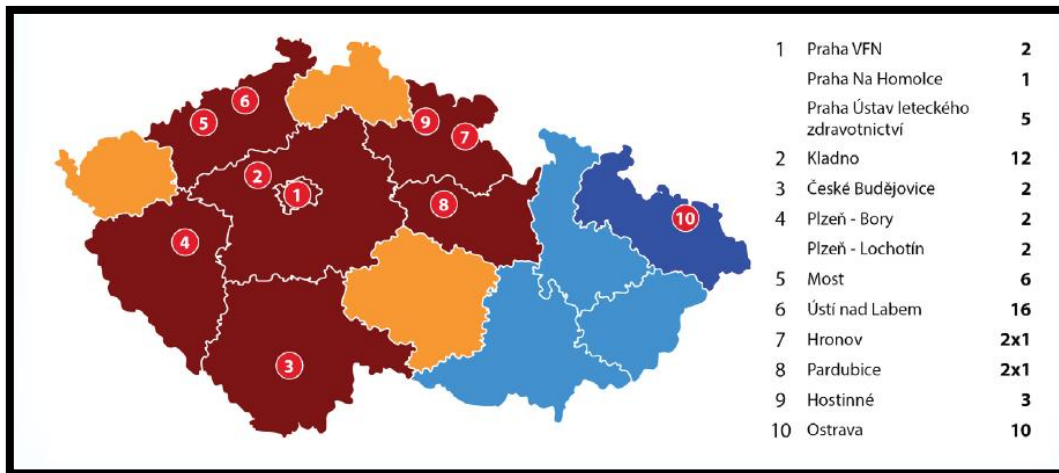 1 Praha VFN 2
Praha Na Homolce 1
Praha Ústav leteckého
zdravotnictví 5
2 Kladno 12
3 České Budějovice 2
4 Plzeň - Bory 2
Plzeň - Lochotín 2
5 Most 6
6 Ústí nad Labem 16
7 Hronov 2x1
8 Pardubice 2x1
9 Hostinné 3
10 Ostrava 10
6
5
9
7
2
1
8
10
4
3